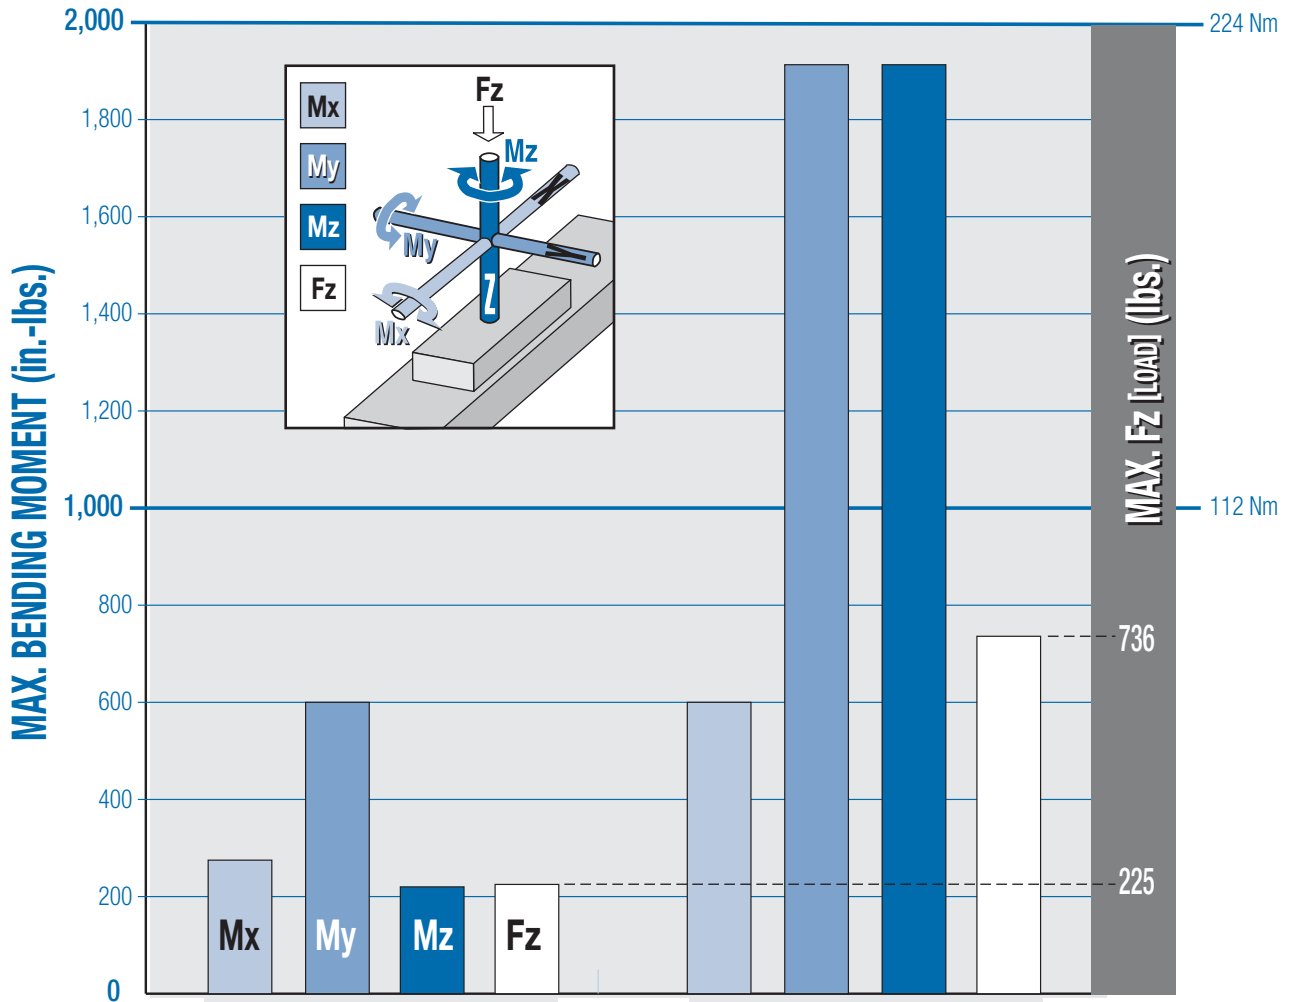 2,000
224 Nm
Fz
Mx
1,800
Mz
My
X
1,600
Mz
My
Y
Fz
Z
1,400
Mx
1,200
MAX. BENDING MOMENT (in.-lbs.)
MAX. Fz [LOAD] (lbs.)
1,000
112 Nm
800
736
600
400
225
200
Mx
My
Mz
Fz
0